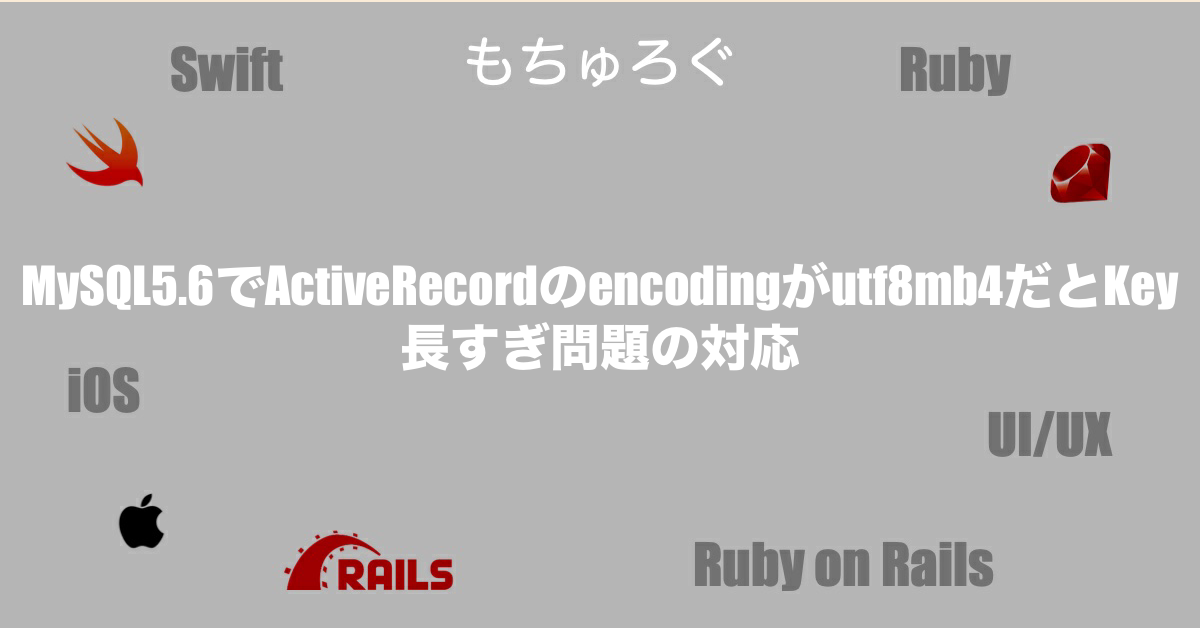 Swift
もちゅろぐ
Ruby
MySQL5.6でActiveRecordのencodingがutf8mb4だとKey
長すぎ問題の対応
iOS
UI/UX
RAILS
Ruby on Rails